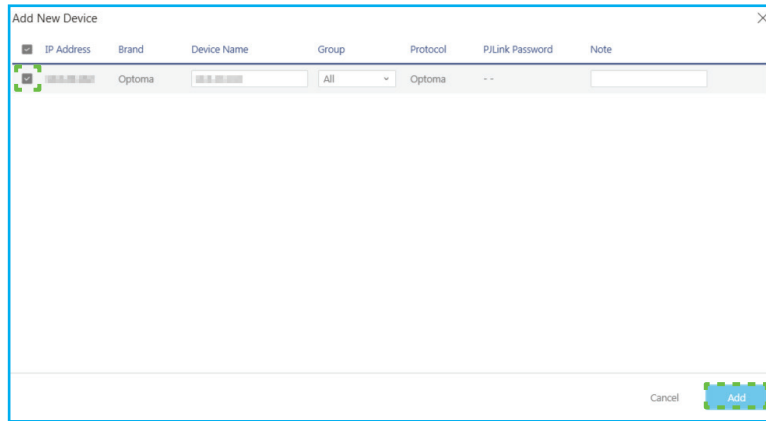 Add New Device
IP Address Brand Device Name Group Protocol PJLink Password Note
Optoma All Optoma - -
Cancel Add